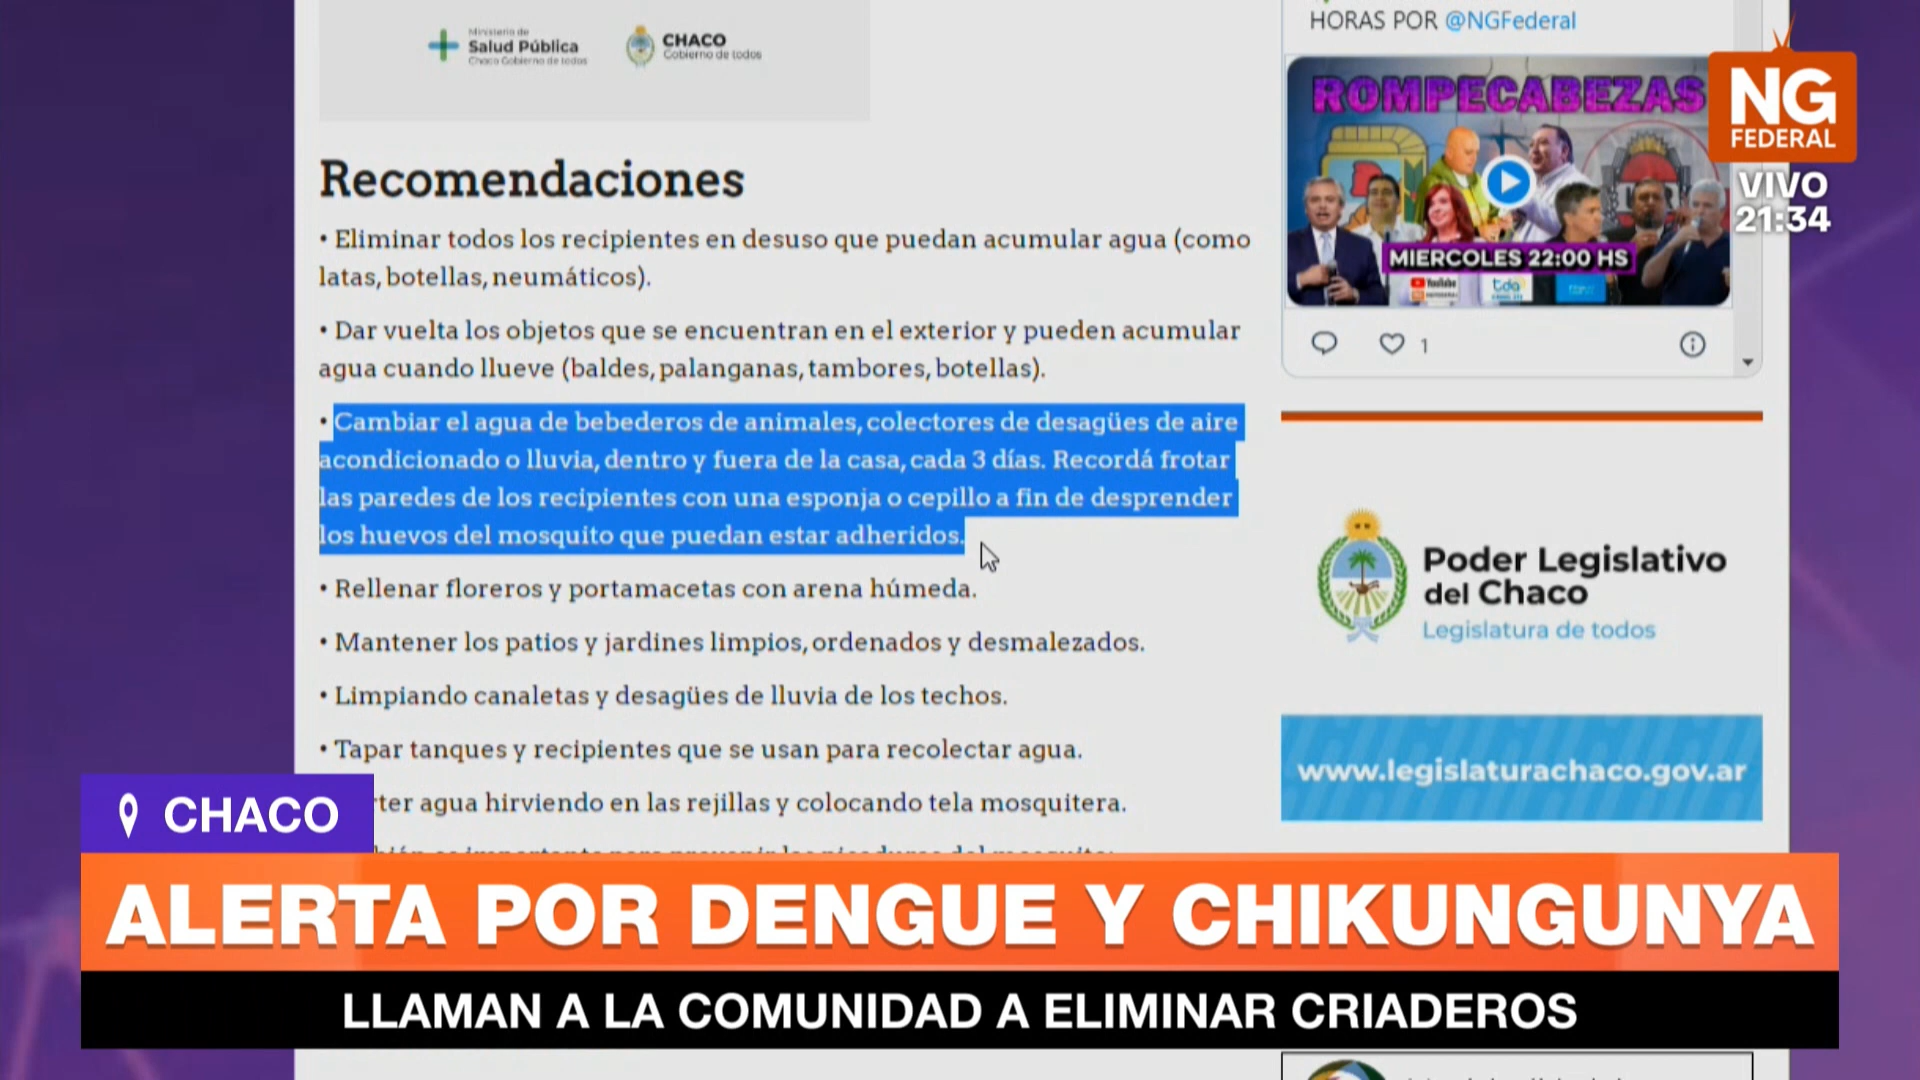 Ministerio de
Salud Pública
Chaco Gobierno de todos
CHACO
Gobierno de todos
Recomendaciones
• Eliminar todos los recipientes en desuso que puedan acumular agua (como
latas, botellas, neumáticos).
• Dar vuelta los objetos que se encuentran en el exterior y pueden acumular
agua cuando llueve (baldes, palanganas, tambores, botellas).
• Cambiar el agua de bebederos de animales, colectores de desagües de aire
acondicionado o lluvia, dentro y fuera de la casa, cada 3 días. Recordá frotar
las paredes de los recipientes con una esponja o cepillo a fin de desprender
los huevos del mosquito que puedan estar adheridos.
• Rellenar floreros y portamacetas con arena húmeda.
• Mantener los patios y jardines limpios, ordenados y desmalezados.
• Limpiando canaletas y desagües de lluvia de los techos.
• Tapar tanques y recipientes que se usan para recolectar agua.
ter agua hirviendo en las rejillas y colocando tela mosquitera.
HORAS POR @NGFederal
ROMPECABEZAS
MIERCOLES 22:00 HS
YouTube
tda
1
NG
FEDERAL
VIVO
21:34
Poder Legislativo
del Chaco
Legislatura de todos
www.legislaturachaco.gov.ar
CHACO
ALERTA POR DENGUE Y CHIKUNGUNYA
LLAMAN A LA COMUNIDAD A ELIMINAR CRIADEROS